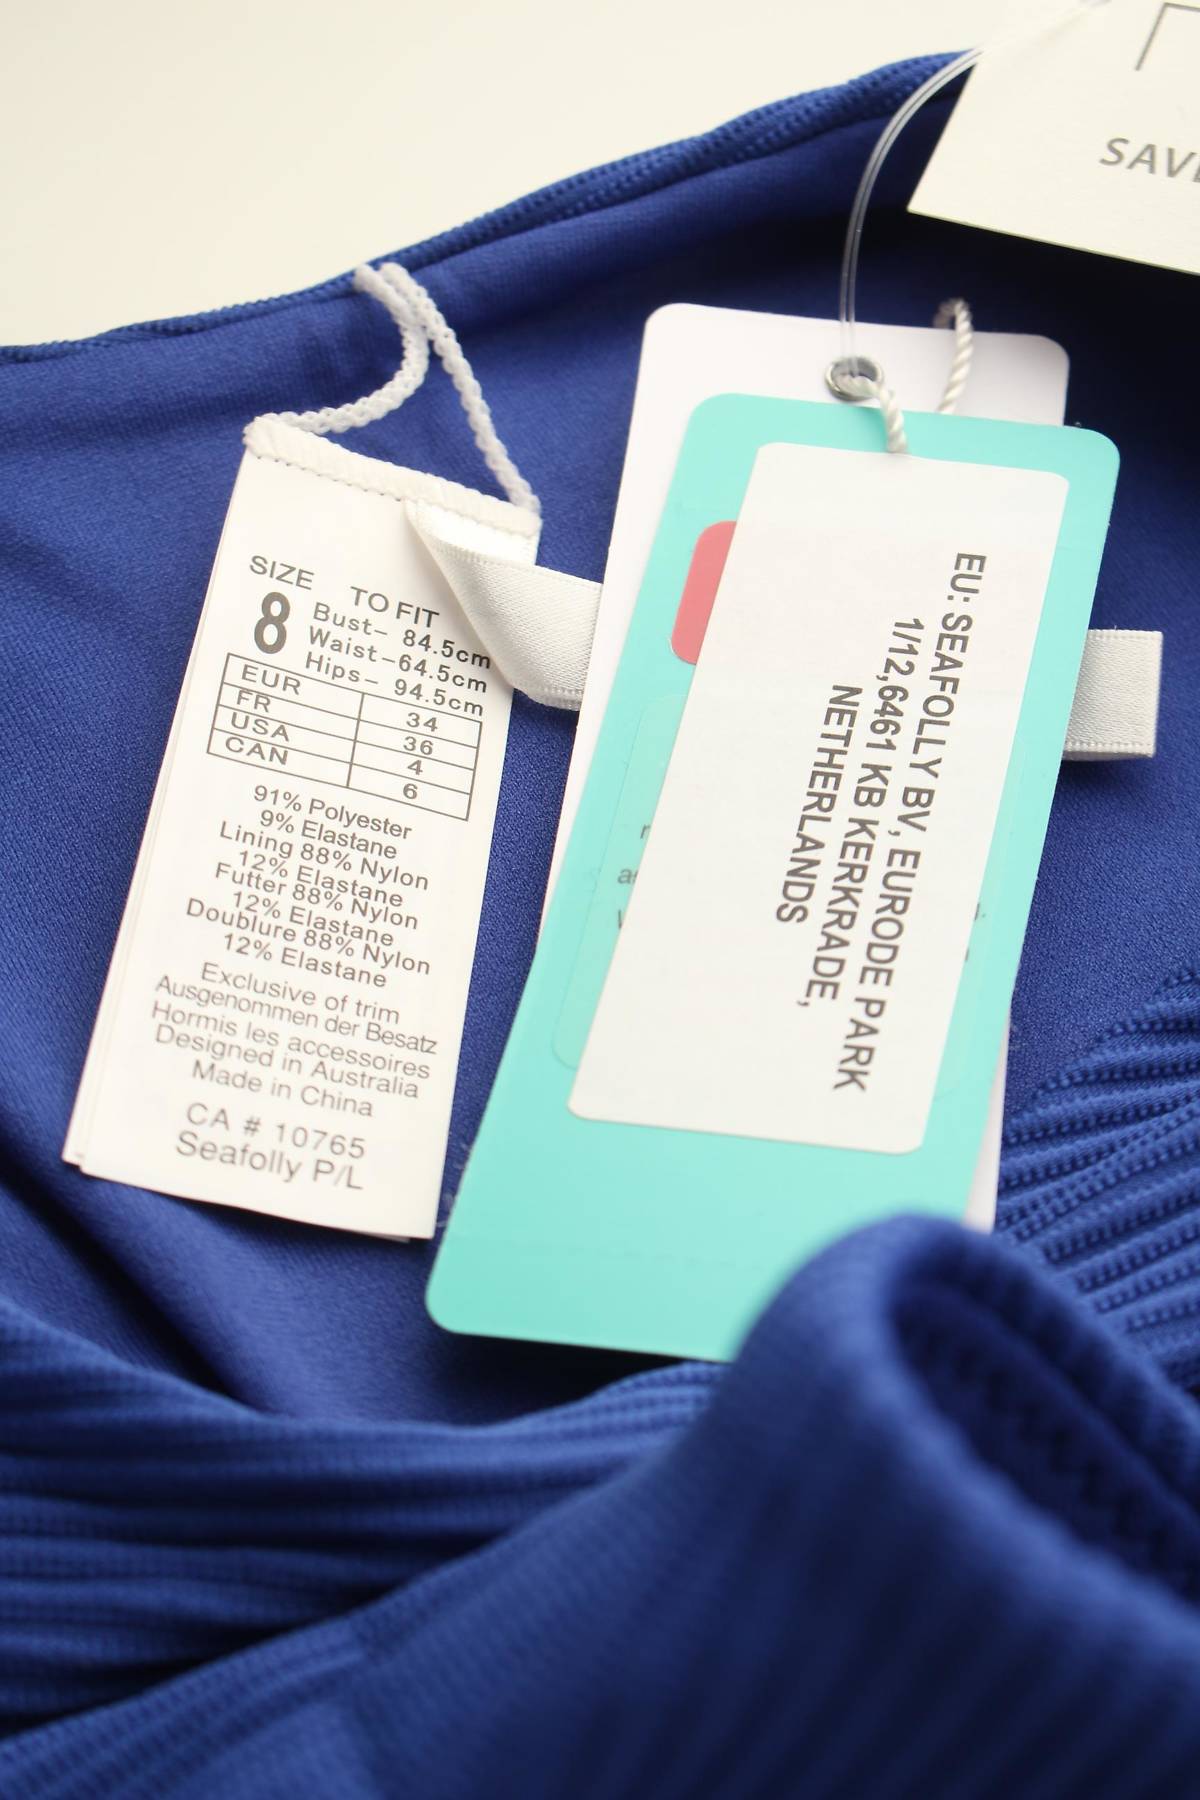 SIZE TO FIT
8
Bust- 84.5cm
Waist-64.5cm
Hips- 94.5cm
EUR 34
FR 36
USA 4
CAN 6
91% Polyester
9% Elastane
Lining 88% Nylon
12% Elastane
Futter 88% Nylon
12% Elastane
Doublure 88% Nylon
12% Elastane
Exclusive of trim
Ausgenommen der Besatz
Hormis les accessoires
Designed in Australia
Made in China
CA # 10765
Seafolly P/L
EU: SEAFOLLY BV, EURODE PARK
1/12,6461 KB KERKRADE,
NETHERLANDS